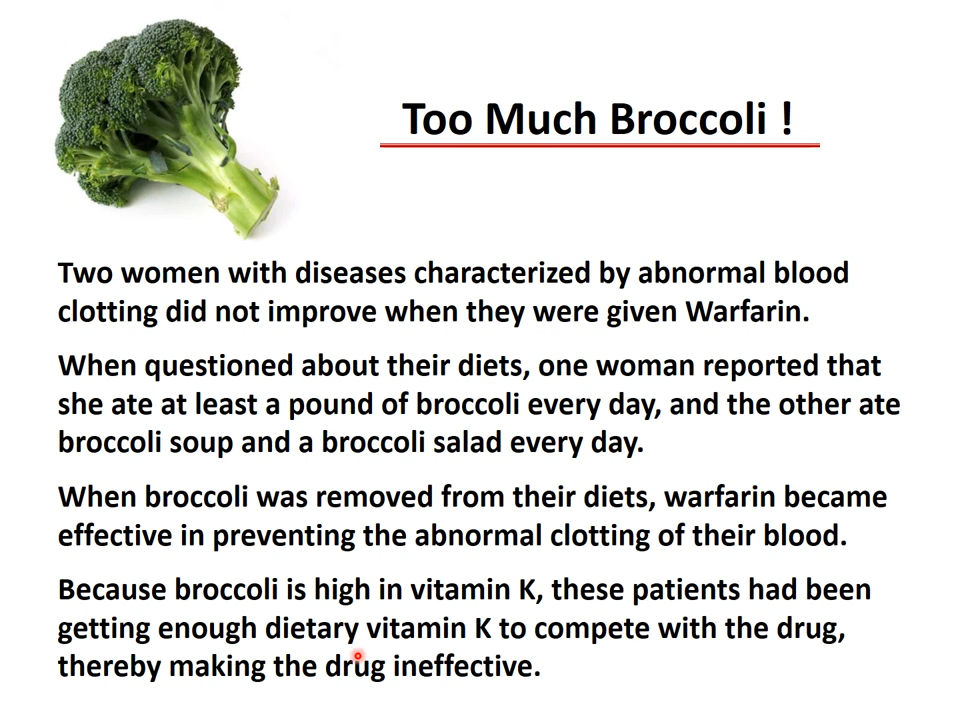 Too Much Broccoli !
Two women with diseases characterized by abnormal blood
clotting did not improve when they were given Warfarin.
When questioned about their diets, one woman reported that
she ate at least a pound of broccoli every day, and the other ate
broccoli soup and a broccoli salad every day.
When broccoli was removed from their diets, warfarin became
effective in preventing the abnormal clotting of their blood.
Because broccoli is high in vitamin K, these patients had been
getting enough dietary vitamin K to compete with the drug,
thereby making the drug ineffective.